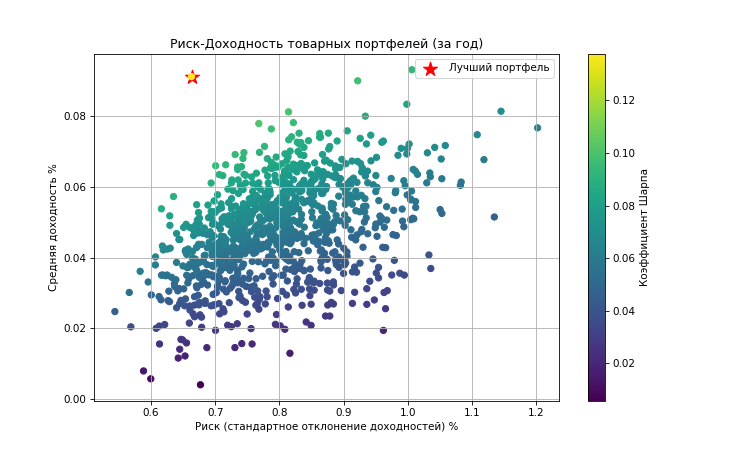 Риск-Доходность товарных портфелей (за год)
Лучший портфель
Средняя доходность %
0.08
0.06
0.04
0.02
0.00
0.6 0.7 0.8 0.9 1.0 1.1 1.2
Риск (стандартное отклонение доходностей) %
0.12
0.10
0.08
0.06
0.04
0.02
Коэффициент Шарпа